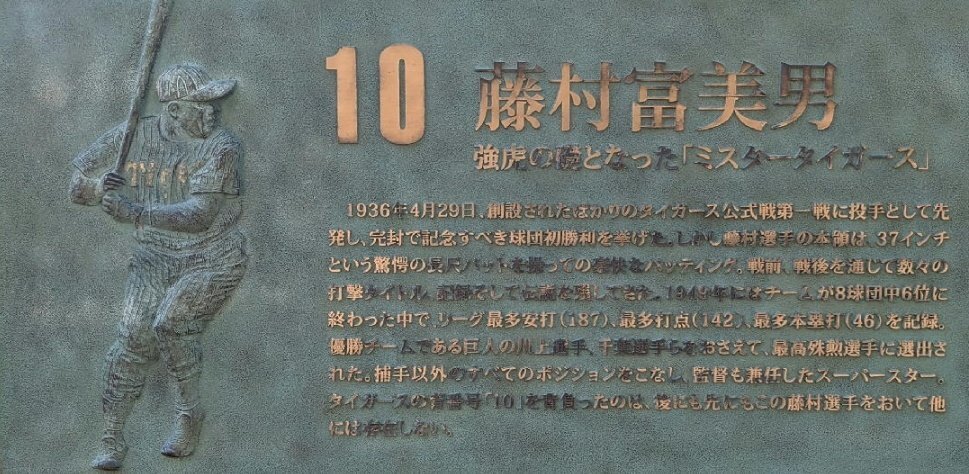 10 藤村富美男
強虎の礎となった「ミスタータイガース」
1936年4月29日、創設されたばかりのタイガース公式戦第一戦に投手として先
発し、完封で記念すべき球団初勝利を挙げた。しかし藤村選手の本領は、37インチ
という驚愕の長尺バットを操っての豪快なバッティング。戦前、戦後を通じて数々の
打撃タイトル、記録そして伝説を残してきた。1949年にはチームが8球団中6位に
終わった中で、リーグ最多安打(187)、最多打点(142)、最多本塁打(46)を記録。
優勝チームである巨人の川上選手、千葉選手らをおさえて、最高殊勲選手に選出さ
れた。捕手以外のすべてのポジションをこなし、監督も兼任したスーパースター。
タイガースの背番号「10」を背負ったのは、後にも先にもこの藤村選手をおいて他
には存在しない。